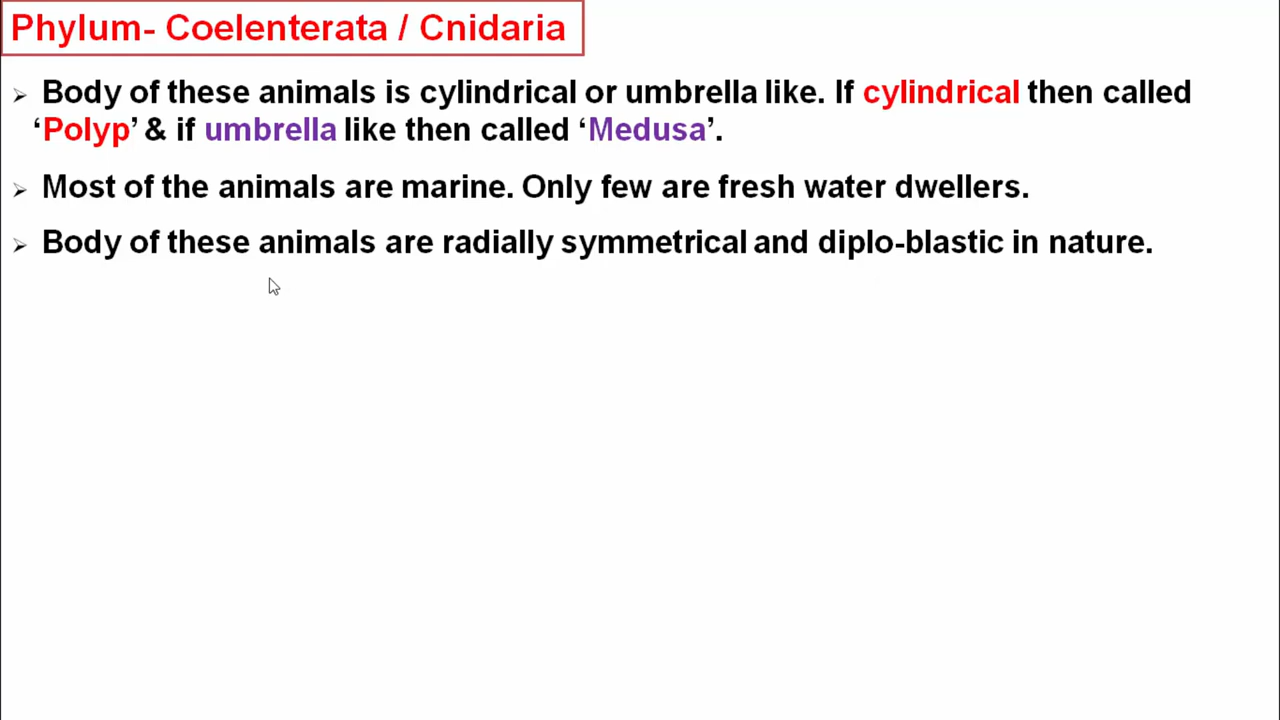 Phylum- Coelenterata / Cnidaria
➢ Body of these animals is cylindrical or umbrella like. If cylindrical then called
‘Polyp’ & if umbrella like then called ‘Medusa’.
➢ Most of the animals are marine. Only few are fresh water dwellers.
➢ Body of these animals are radially symmetrical and diplo-blastic in nature.